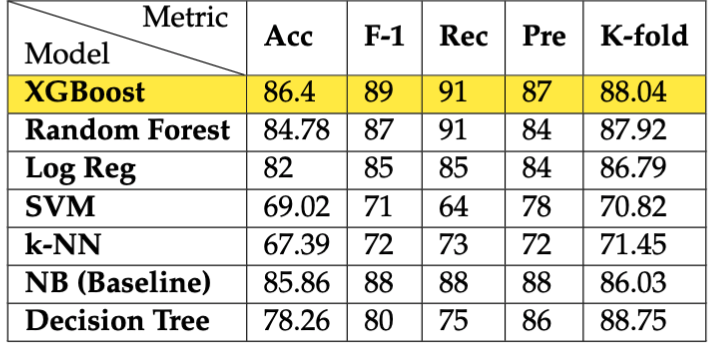 Metric
Model Acc F-1 Rec Pre K-fold
XGBoost 86.4 89 91 87 88.04
Random Forest 84.78 87 91 84 87.92
Log Reg 82 85 85 84 86.79
SVM 69.02 71 64 78 70.82
k-NN 67.39 72 73 72 71.45
NB (Baseline) 85.86 88 88 88 86.03
Decision Tree 78.26 80 75 86 88.75